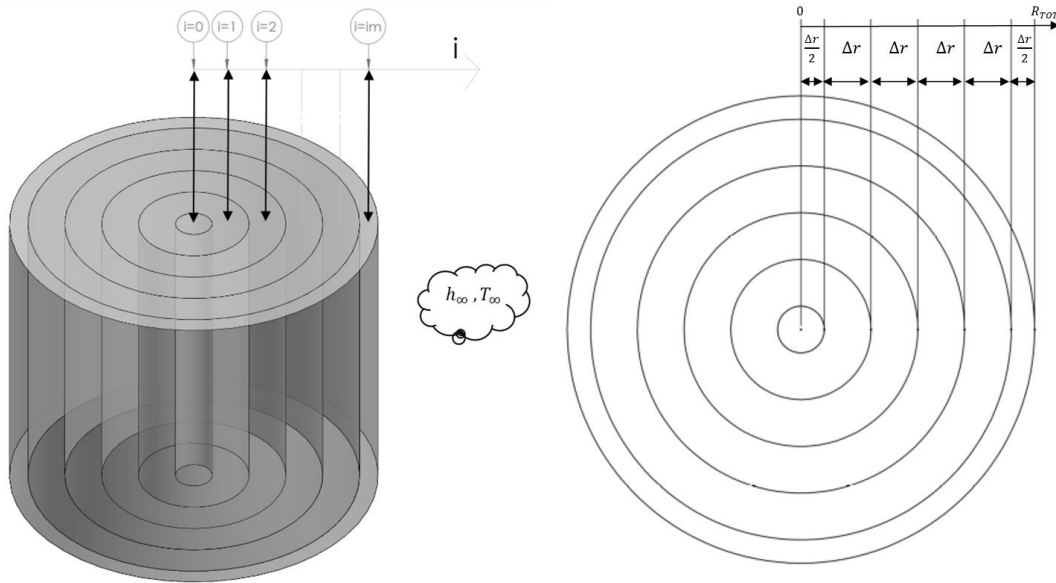 i=0 i=1 i=2 i=im
i
h∞ , T∞
0 R_TOT
Δr/2 Δr Δr Δr Δr Δr/2